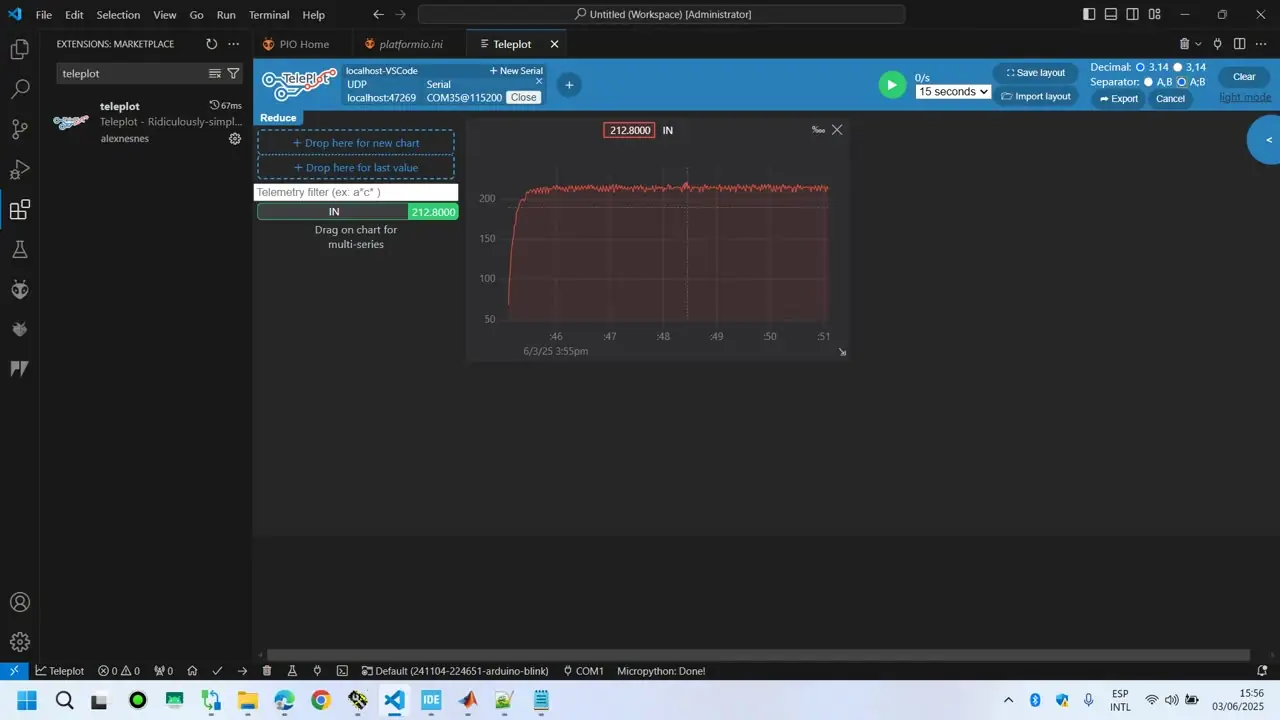 File Edit Selection View Go Run Terminal Help
Untitled (Workspace) [Administrator]
EXTENSIONS: MARKETPLACE
teleplot
teleplot
67ms
Teleplot - Ridiculously-simpl...
alexnesnes
PIO Home
platformio.ini
Teleplot
TelePlot
localhost-VSCode
UDP
localhost:47269
+ New Serial
Serial
COM35@115200 Close
+
0/s
15 seconds
Save layout
Import layout
Decimal: 3.14 3,14
Separator: A,B A;B
Export Cancel
Clear
light mode
<
Reduce
+ Drop here for new chart
+ Drop here for last value
Telemetry filter (ex: a*c* )
IN 212.8000
Drag on chart for
multi-series
212.8000 IN
‰
200
150
100
50
:46 :47 :48 :49 :50 :51
6/3/25 3:55pm
Teleplot 0 0 0 Default (241104-224651-arduino-blink) COM1 Micropython: Done!
IDE
ESP
INTL
15:56
03/06/2025